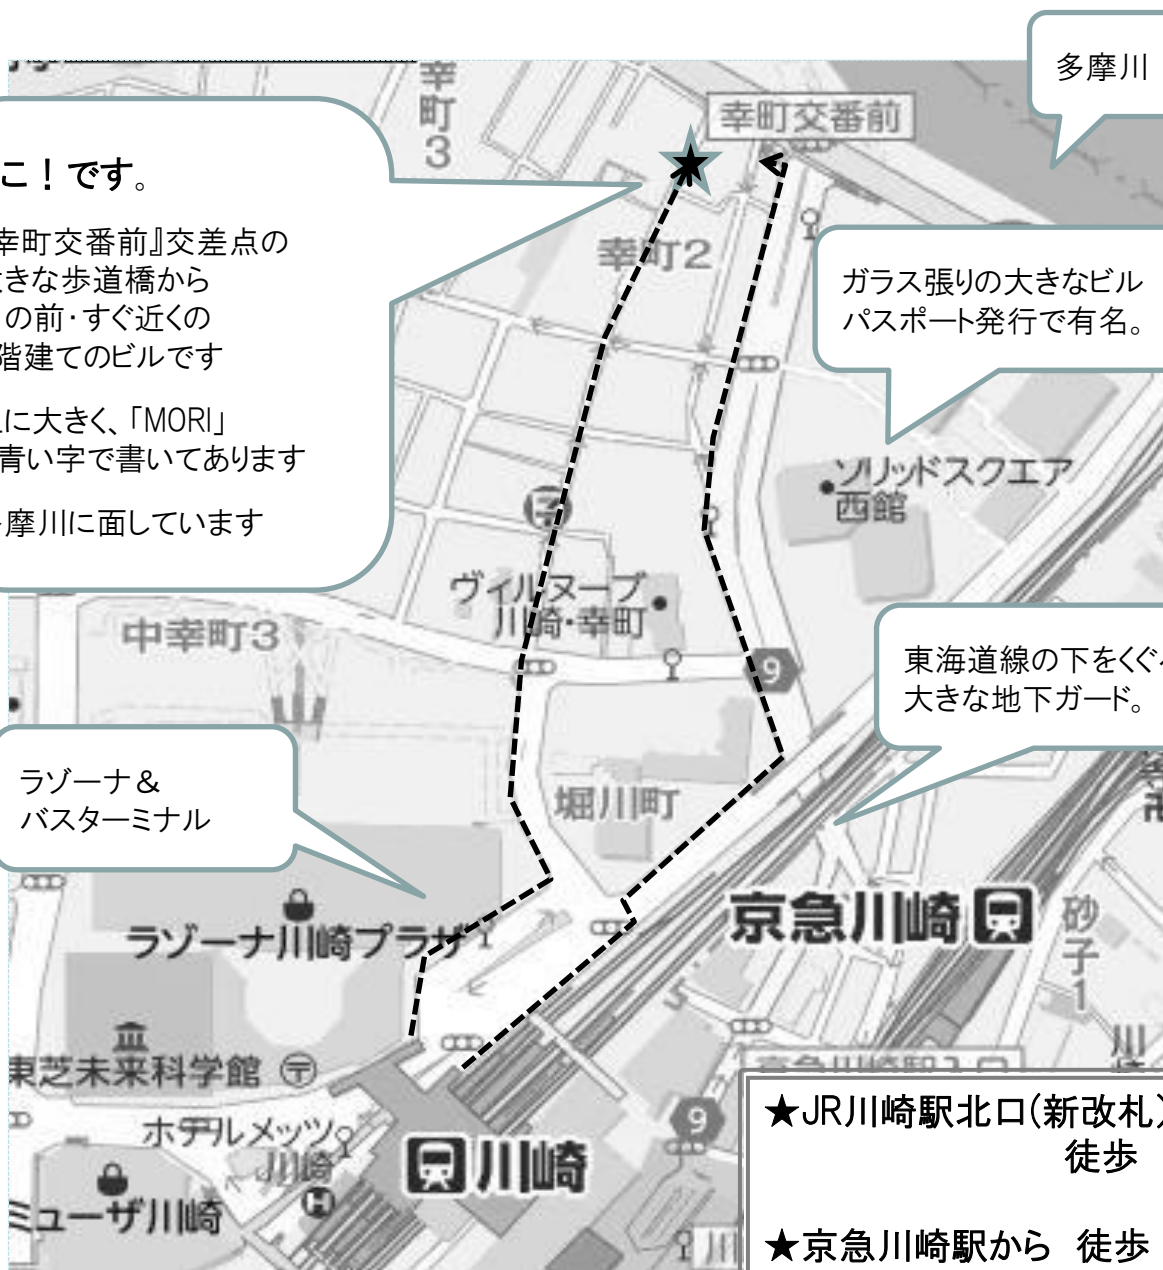 多摩川
幸町3
幸町交番前
こ！です。
幸町交番前』交差点の
きな歩道橋から
の前・すぐ近くの
階建てのビルです
に大きく、「MORI」
青い字で書いてあります
摩川に面しています
幸町2
ガラス張りの大きなビル
パスポート発行で有名。
ソリッドスクエア
西館
ヴィルヌーブ
川崎・幸町
中幸町3
9
東海道線の下をくぐ
大きな地下ガード。
ラゾーナ＆
バスターミナル
堀川町
京急川崎
砂子1
ラゾーナ川崎プラザ
東芝未来科学館
ホテルメッツ
川崎
川崎
ミューザ川崎
9
★JR川崎駅北口(新改札)
徒歩
★京急川崎駅から 徒歩